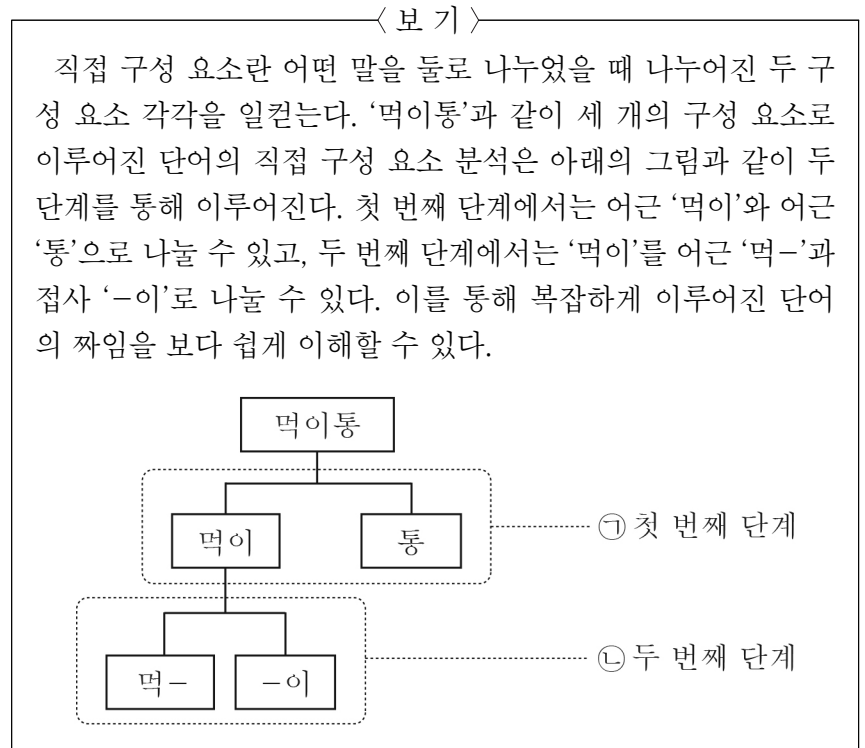 〈보 기〉
직접 구성 요소란 어떤 말을 둘로 나누었을 때 나누어진 두 구
성 요소 각각을 일컫는다. ‘먹이통’과 같이 세 개의 구성 요소로
이루어진 단어의 직접 구성 요소 분석은 아래의 그림과 같이 두
단계를 통해 이루어진다. 첫 번째 단계에서는 어근 ‘먹이’와 어근
‘통’으로 나눌 수 있고, 두 번째 단계에서는 ‘먹이’를 어근 ‘먹-’과
접사 ‘-이’로 나눌 수 있다. 이를 통해 복잡하게 이루어진 단어
의 짜임을 보다 쉽게 이해할 수 있다.
먹이통
먹이 통 ㉠ 첫 번째 단계
먹- -이 ㉡ 두 번째 단계